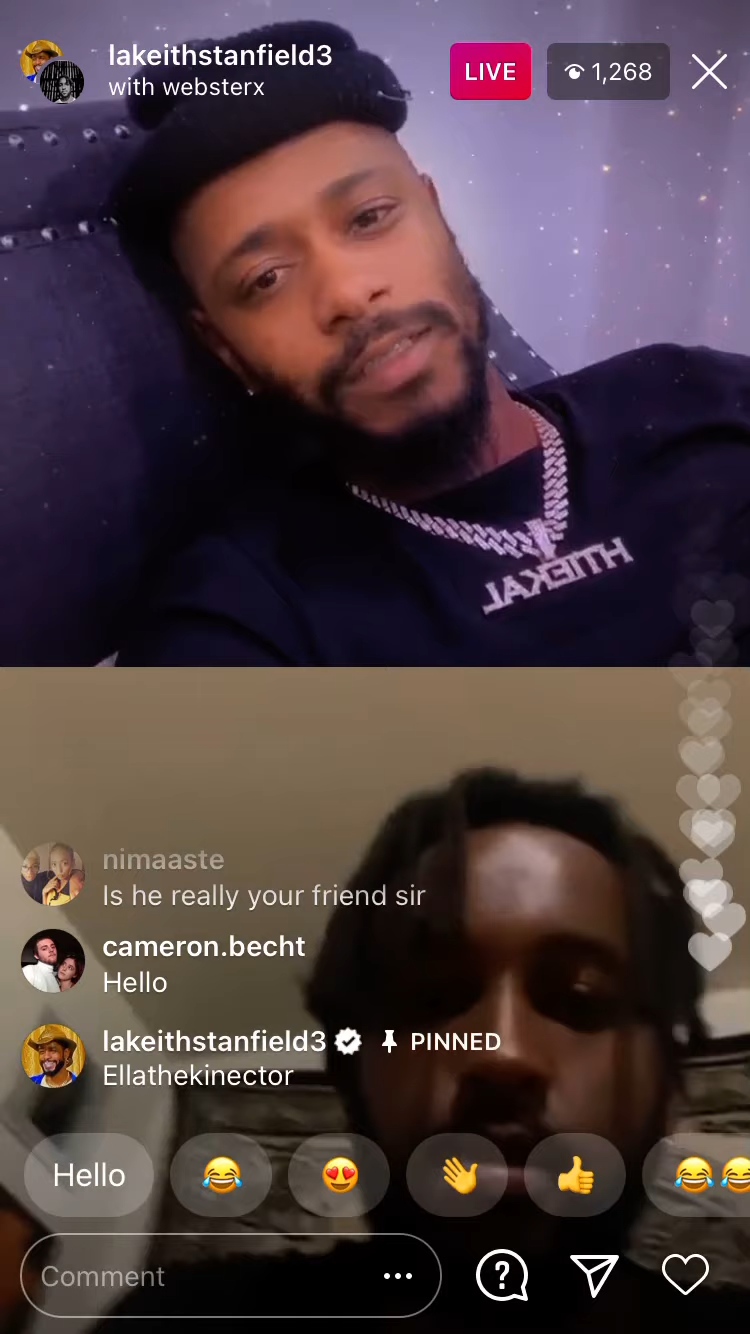 lakeithstanfield3
with websterx
LIVE
1,268
LAKEITH
nimaaste
Is he really your friend sir
cameron.becht
Hello
lakeithstanfield3 PINNED
Ellathekinector
Hello
Comment